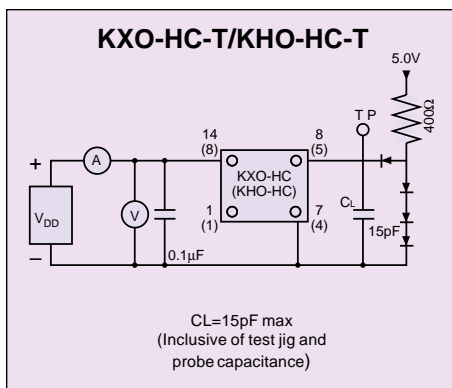 KXO-HC-T/KHO-HC-T
5.0V
400Ω
T P
14
(8)
8
(5)
+
A
KXO-HC
(KHO-HC)
V
VDD
CL
1
(1)
7
(4)
15pF
–
0.1μF
CL=15pF max
(Inclusive of test jig and
probe capacitance)